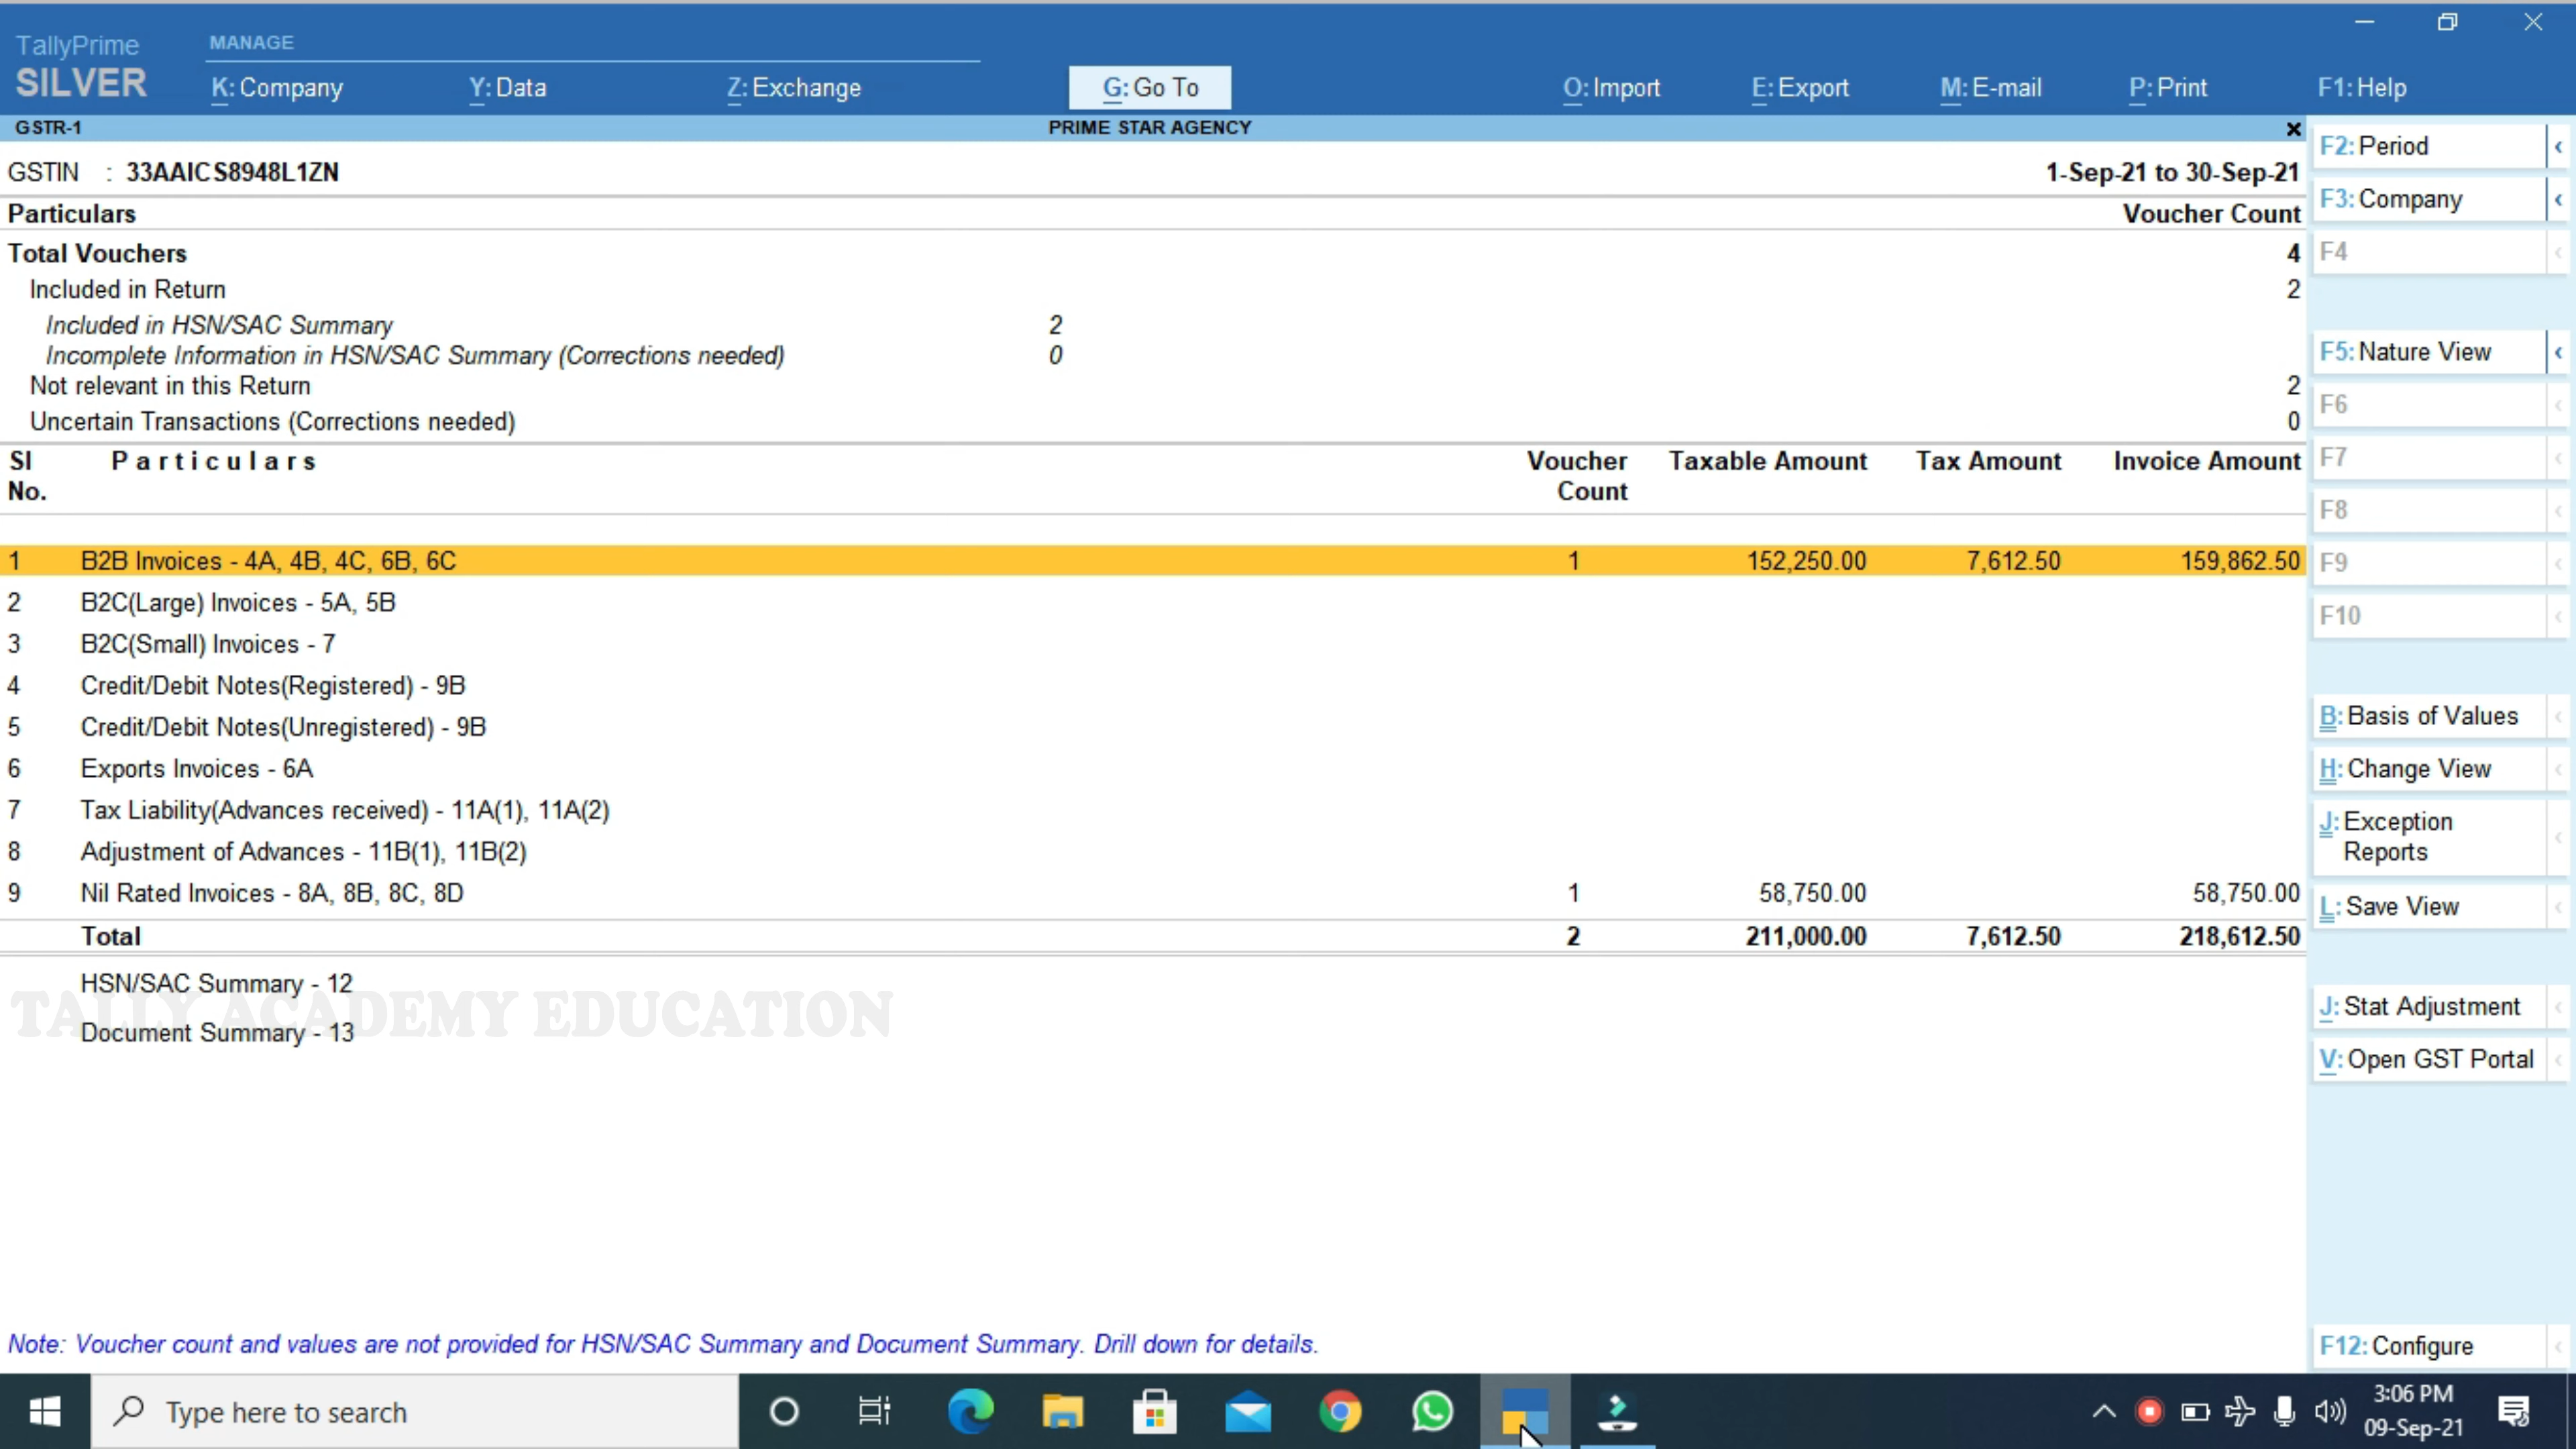 TallyPrime
SILVER
MANAGE
K: Company Y: Data Z: Exchange G: Go To O: Import E: Export M: E-mail P: Print F1: Help
GSTR-1 PRIME STAR AGENCY
GSTIN : 33AAICS8948L1ZN 1-Sep-21 to 30-Sep-21
Particulars Voucher Count
Total Vouchers 4
Included in Return 2
Included in HSN/SAC Summary 2
Incomplete Information in HSN/SAC Summary (Corrections needed) 0
Not relevant in this Return 2
Uncertain Transactions (Corrections needed) 0
Sl Particulars Voucher Taxable Amount Tax Amount Invoice Amount
No. Count
1 B2B Invoices - 4A, 4B, 4C, 6B, 6C 1 152,250.00 7,612.50 159,862.50
2 B2C(Large) Invoices - 5A, 5B
3 B2C(Small) Invoices - 7
4 Credit/Debit Notes(Registered) - 9B
5 Credit/Debit Notes(Unregistered) - 9B
6 Exports Invoices - 6A
7 Tax Liability(Advances received) - 11A(1), 11A(2)
8 Adjustment of Advances - 11B(1), 11B(2)
9 Nil Rated Invoices - 8A, 8B, 8C, 8D 1 58,750.00 58,750.00
Total 2 211,000.00 7,612.50 218,612.50
HSN/SAC Summary - 12
TALLY ACADEMY EDUCATION
Document Summary - 13
Note: Voucher count and values are not provided for HSN/SAC Summary and Document Summary. Drill down for details.
F2: Period
F3: Company
F4
F5: Nature View
F6
F7
F8
F9
F10
B: Basis of Values
H: Change View
J: Exception
Reports
L: Save View
J: Stat Adjustment
V: Open GST Portal
F12: Configure
Type here to search
3:06 PM
09-Sep-21